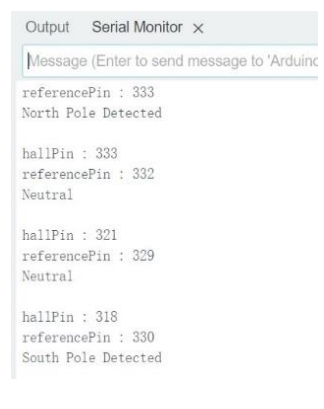 Output Serial Monitor ×
Message (Enter to send message to 'Arduino
referencePin : 333
North Pole Detected
hallPin : 333
referencePin : 332
Neutral
hallPin : 321
referencePin : 329
Neutral
hallPin : 318
referencePin : 330
South Pole Detected